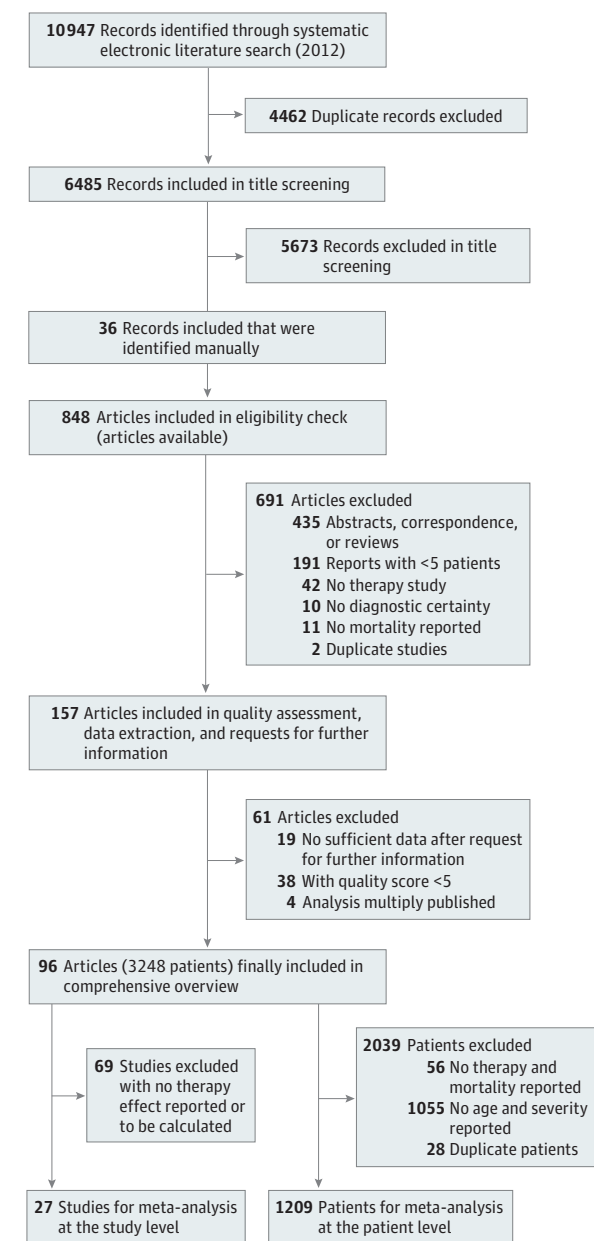 10947 Records identified through systematic
electronic literature search (2012)
4462 Duplicate records excluded
6485 Records included in title screening
5673 Records excluded in title
screening
36 Records included that were
identified manually
848 Articles included in eligibility check
(articles available)
691 Articles excluded
435 Abstracts, correspondence,
or reviews
191 Reports with <5 patients
42 No therapy study
10 No diagnostic certainty
11 No mortality reported
2 Duplicate studies
157 Articles included in quality assessment,
data extraction, and requests for further
information
61 Articles excluded
19 No sufficient data after request
for further information
38 With quality score <5
4 Analysis multiply published
96 Articles (3248 patients) finally included in
comprehensive overview
69 Studies excluded
with no therapy
effect reported or
to be calculated
2039 Patients excluded
56 No therapy and
mortality reported
1055 No age and severity
reported
28 Duplicate patients
27 Studies for meta-analysis
at the study level
1209 Patients for meta-analysis
at the patient level